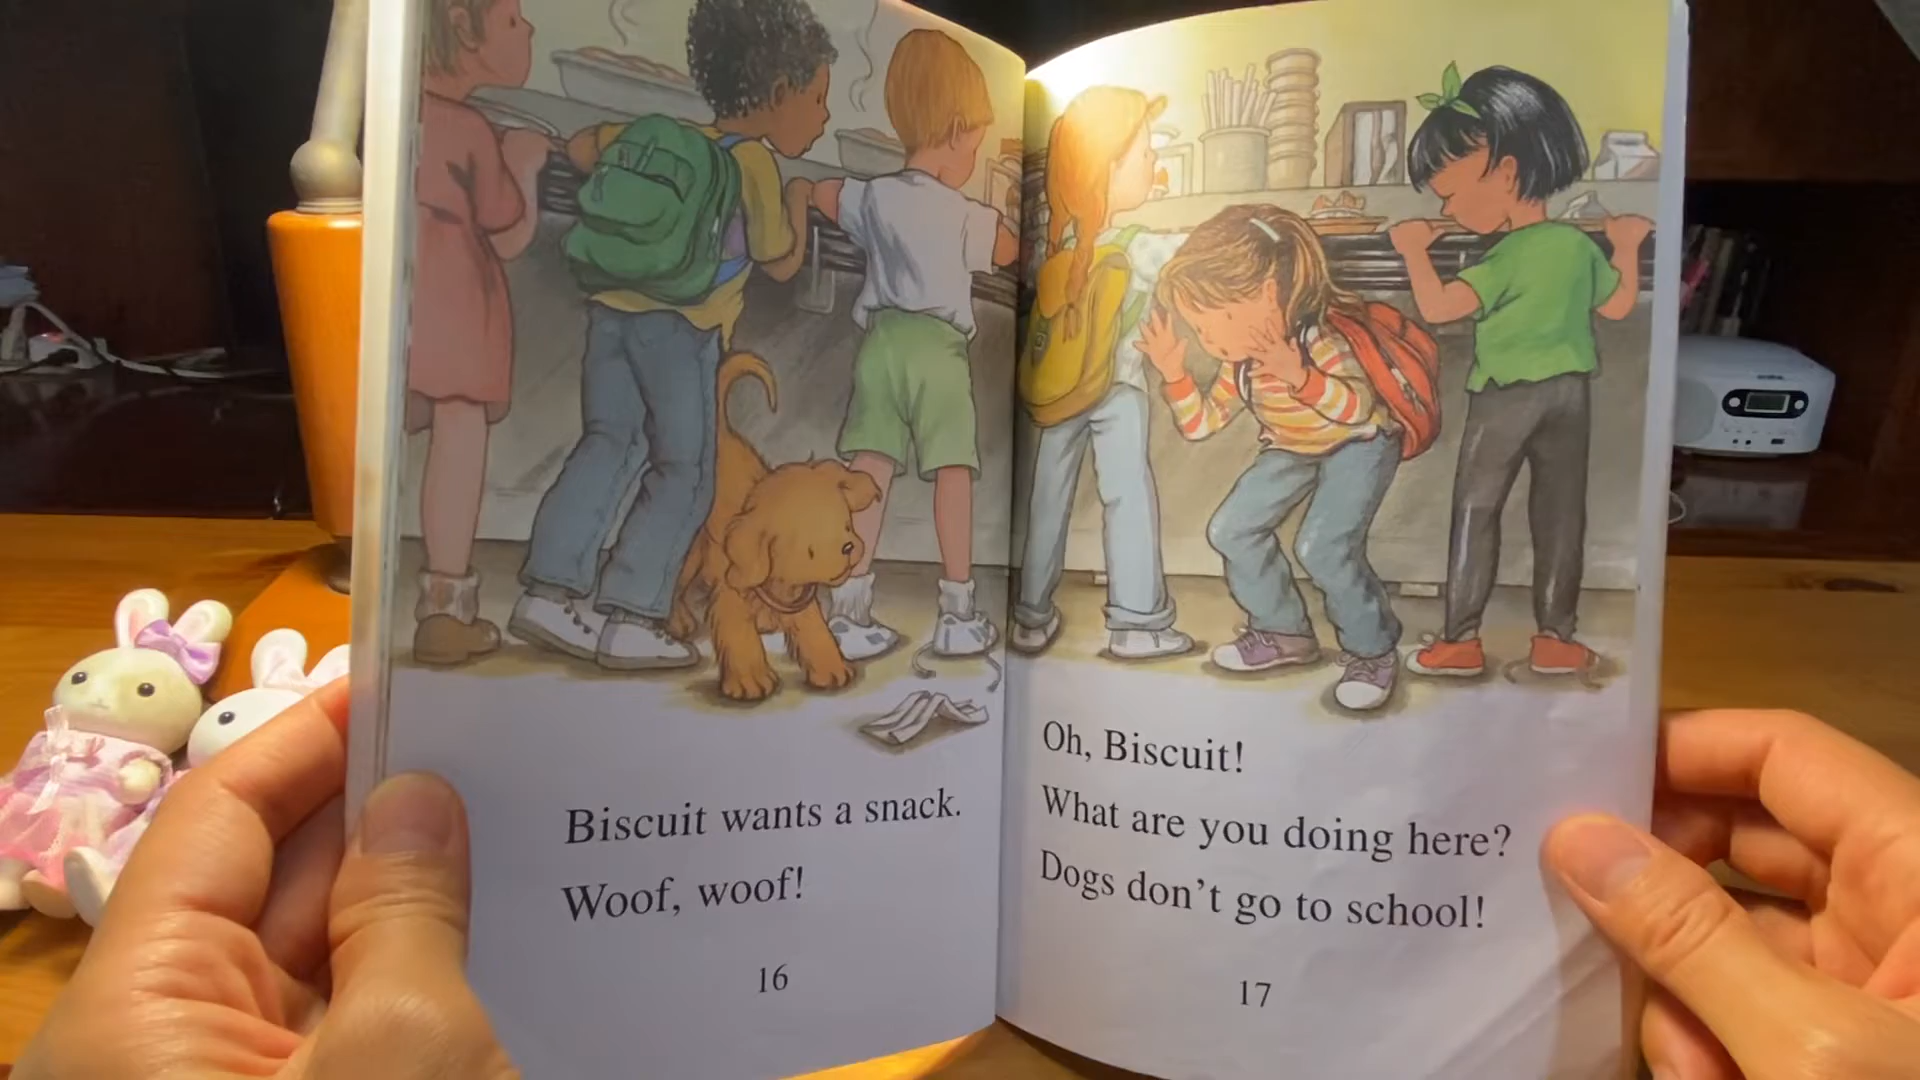 Biscuit wants a snack.
Woof, woof!
16
Oh, Biscuit!
What are you doing here?
Dogs don't go to school!
17